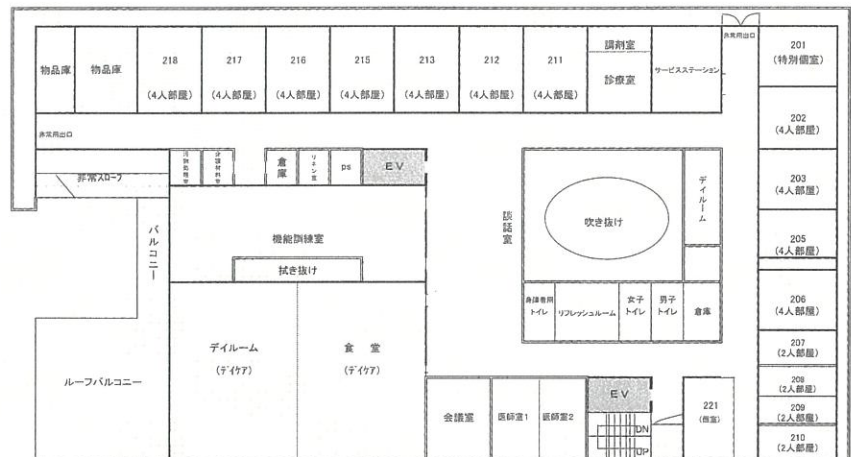 物品庫
物品庫
218
(4人部屋)
217
(4人部屋)
216
(4人部屋)
215
(4人部屋)
213
(4人部屋)
212
(4人部屋)
211
(4人部屋)
調剤室
診療室
サービスステーション
非常用出口
201
(特別個室)
202
(4人部屋)
203
(4人部屋)
205
(4人部屋)
206
(4人部屋)
207
(2人部屋)
208
(2人部屋)
209
(2人部屋)
210
(2人部屋)
非常用出口
非常スロープ
倉庫
リネン室
ps
EV
バルコニー
機能訓練室
拭き抜け
談話室
吹き抜け
デイルーム
身障者用
トイレ
リフレッシュルーム
女子
トイレ
男子
トイレ
倉庫
デイルーム
(デイケア)
食 堂
(デイケア)
ルーフバルコニー
会議室
医師室1
医師室2
EV
DN
UP
221
(個室)